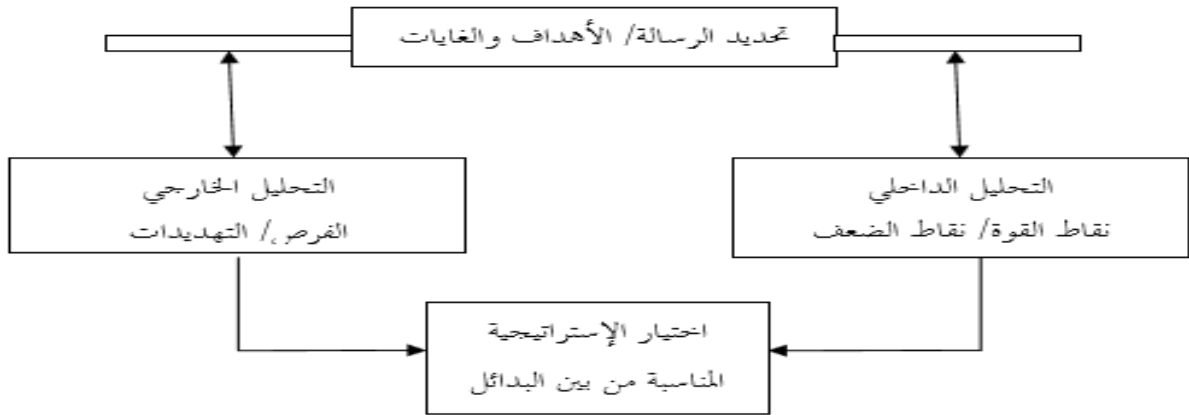 تحديد الرسالة/ الأهداف والغايات
التحليل الداخلي
نقاط القوة/ نقاط الضعف
التحليل الخارجي
الفرص/ التهديدات
اختيار الإستراتيجية
المناسبة من بين البدائل